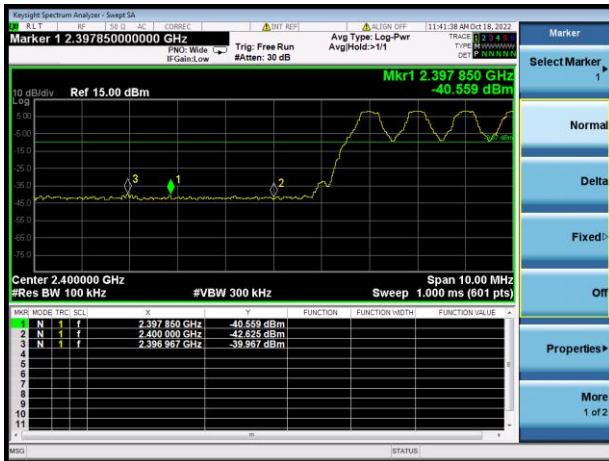 Keysight Spectrum Analyzer - Swept SA
RLT RF 50 Ω AC CORREC INT REF ALIGN OFF 11:41:38 AM Oct 18, 2022
Marker 1 2.397850000000 GHz
PNO: Wide
IFGain:Low
Trig: Free Run
#Atten: 30 dB
Avg Type: Log-Pwr
Avg|Hold:>1/1
TRACE 1 2 3 4 5 6
TYPE M W W W W W
DET P N N N N N
Marker
Select Marker
1
Normal
Delta
Fixed
Off
Properties
More
1 of 2
Mkr1 2.397 850 GHz
-40.559 dBm
10 dB/div Ref 15.00 dBm
Log
5.00
-5.00
-15.0
-25.0
-35.0
-45.0
-55.0
-65.0
-75.0
3 1 2
Center 2.400000 GHz Span 10.00 MHz
#Res BW 100 kHz #VBW 300 kHz Sweep 1.000 ms (601 pts)
MKR MODE TRC SCL X Y FUNCTION FUNCTION WIDTH FUNCTION VALUE
1 N 1 f 2.397 850 GHz -40.559 dBm
2 N 1 f 2.400 000 GHz -42.625 dBm
3 N 1 f 2.396 967 GHz -39.967 dBm
4
5
6
7
8
9
10
11
MSG STATUS